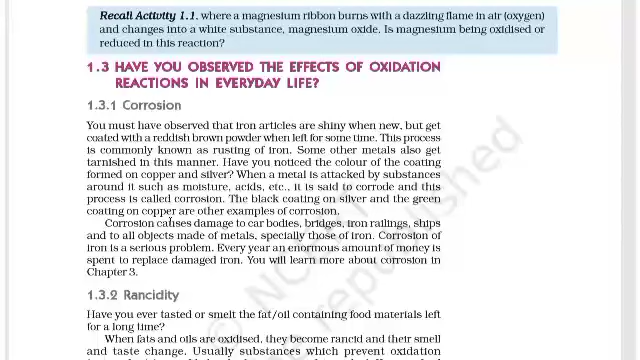 Recall Activity 1.1, where a magnesium ribbon burns with a dazzling flame in air (oxygen)
and changes into a white substance, magnesium oxide. Is magnesium being oxidised or
reduced in this reaction?
1.3 HAVE YOU OBSERVED THE EFFECTS OF OXIDATION
REACTIONS IN EVERYDAY LIFE?
1.3.1 Corrosion
You must have observed that iron articles are shiny when new, but get
coated with a reddish brown powder when left for some time. This process
is commonly known as rusting of iron. Some other metals also get
tarnished in this manner. Have you noticed the colour of the coating
formed on copper and silver? When a metal is attacked by substances
around it such as moisture, acids, etc., it is said to corrode and this
process is called corrosion. The black coating on silver and the green
coating on copper are other examples of corrosion.
Corrosion causes damage to car bodies, bridges, iron railings, ships
and to all objects made of metals, specially those of iron. Corrosion of
iron is a serious problem. Every year an enormous amount of money is
spent to replace damaged iron. You will learn more about corrosion in
Chapter 3.
1.3.2 Rancidity
Have you ever tasted or smelt the fat/oil containing food materials left
for a long time?
When fats and oils are oxidised, they become rancid and their smell
and taste change. Usually substances which prevent oxidation
© NCERT
republished